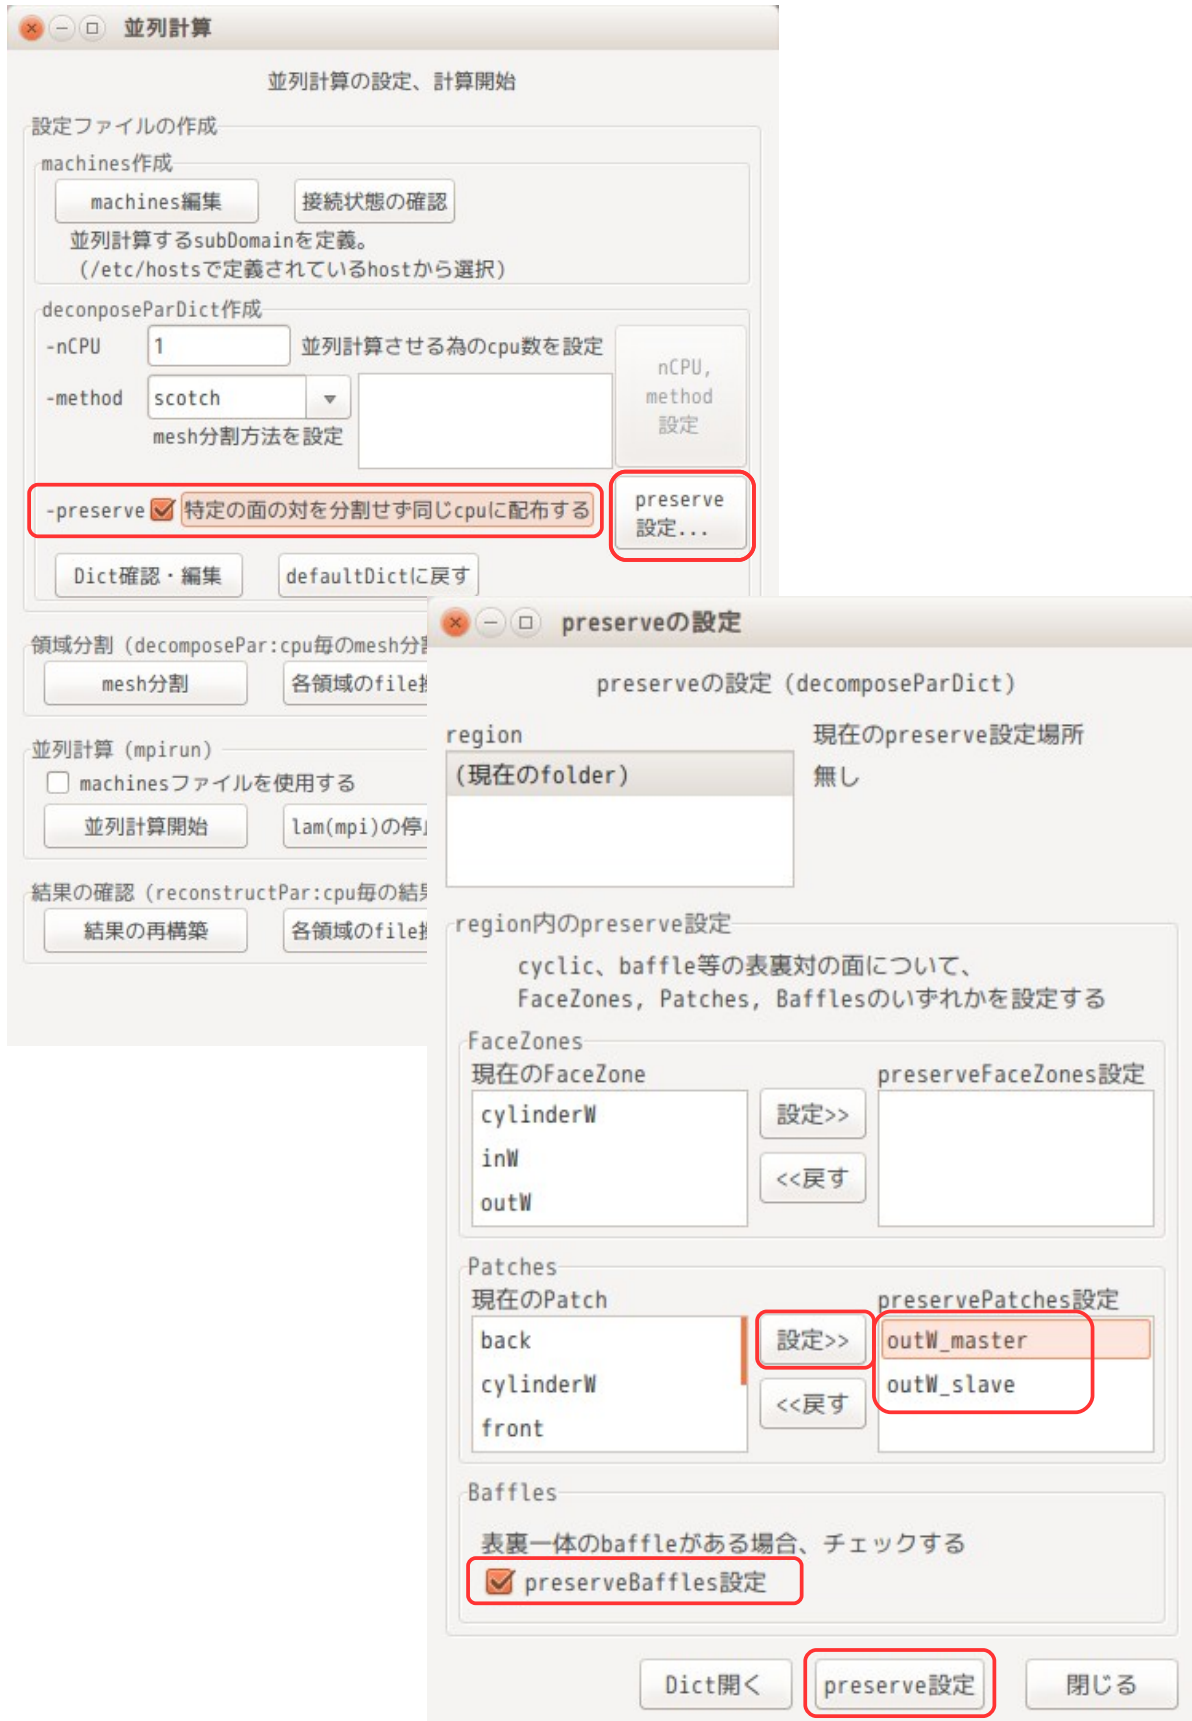 並列計算
並列計算の設定、計算開始
設定ファイルの作成
machines作成
machines編集
接続状態の確認
並列計算するsubDomainを定義。
(/etc/hostsで定義されているhostから選択)
deconposeParDict作成
-nCPU
1
並列計算させる為のcpu数を設定
nCPU,
method
設定
-method
scotch
mesh分割方法を設定
-preserve
特定の面の対を分割せず同じcpuに配布する
preserve
設定...
Dict確認・編集
defaultDictに戻す
領域分割 (decomposePar:cpu毎のmesh分
mesh分割
各領域のfile
並列計算 (mpirun)
machinesファイルを使用する
並列計算開始
lam(mpi)の停
結果の確認 (reconstructPar:cpu毎の結
結果の再構築
各領域のfile
preserveの設定
preserveの設定 (decomposeParDict)
region
現在のpreserve設定場所
(現在のfolder)
無し
region内のpreserve設定
cyclic、baffle等の表裏対の面について、
FaceZones, Patches, Bafflesのいずれかを設定する
FaceZones
現在のFaceZone
preserveFaceZones設定
cylinderW
inW
outW
設定>>
<<戻す
Patches
現在のPatch
preservePatches設定
back
cylinderW
front
設定>>
<<戻す
outW_master
outW_slave
Baffles
表裏一体のbaffleがある場合、チェックする
preserveBaffles設定
Dict開く
preserve設定
閉じる